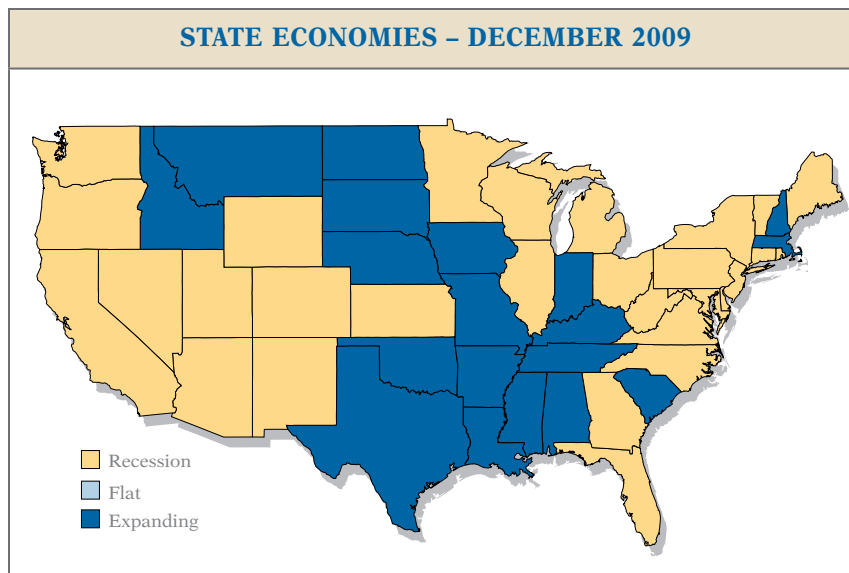 STATE ECONOMIES – DECEMBER 2009
Recession
Flat
Expanding